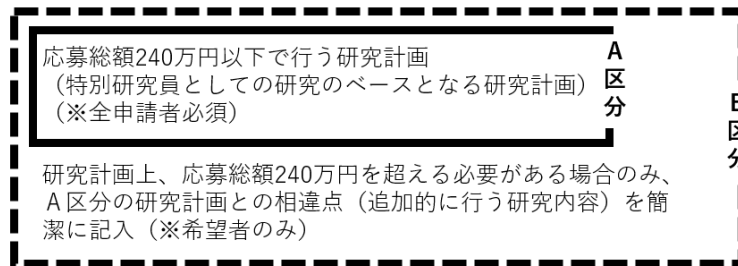 応募総額240万円以下で行う研究計画
（特別研究員としての研究のベースとなる研究計画）
（※全申請者必須）
Ａ区分
研究計画上、応募総額240万円を超える必要がある場合のみ、
Ａ区分の研究計画との相違点（追加的に行う研究内容）を簡
潔に記入（※希望者のみ）